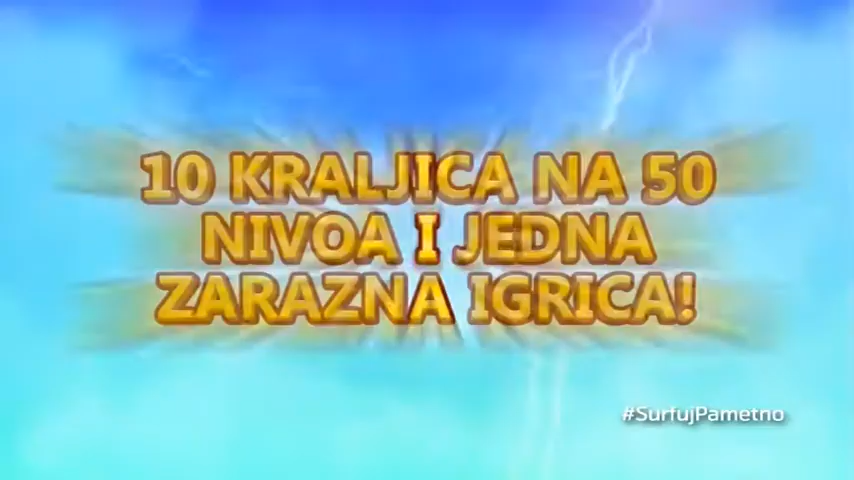 10 KRALJICA NA 50
NIVOA I JEDNA
ZARAZNA IGRICA!
#SurfujPametno